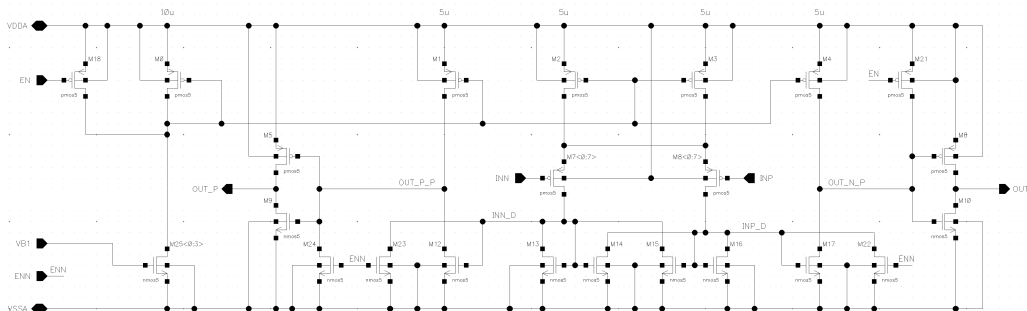 10u 5u 5u 5u 5u
VDDA
M18 M0 M1 M2 M3 M4 M21
EN EN
pmos5 pmos5 pmos5 pmos5 pmos5 pmos5 pmos5
M5 M8
pmos5 M7<0:7> M8<0:7> pmos5
OUT_P OUT_P_P INN INP OUT_N_P OUT
pmos5 pmos5
M9 M10
nmos5 INN_D INP_D nmos5
VB1 M25<0:3> M24 M23 M12 M13 M14 M15 M16 M17 M22
ENN ENN ENN ENN
nmos5 nmos5 nmos5 nmos5 nmos5 nmos5 nmos5 nmos5 nmos5 nmos5
VSSA